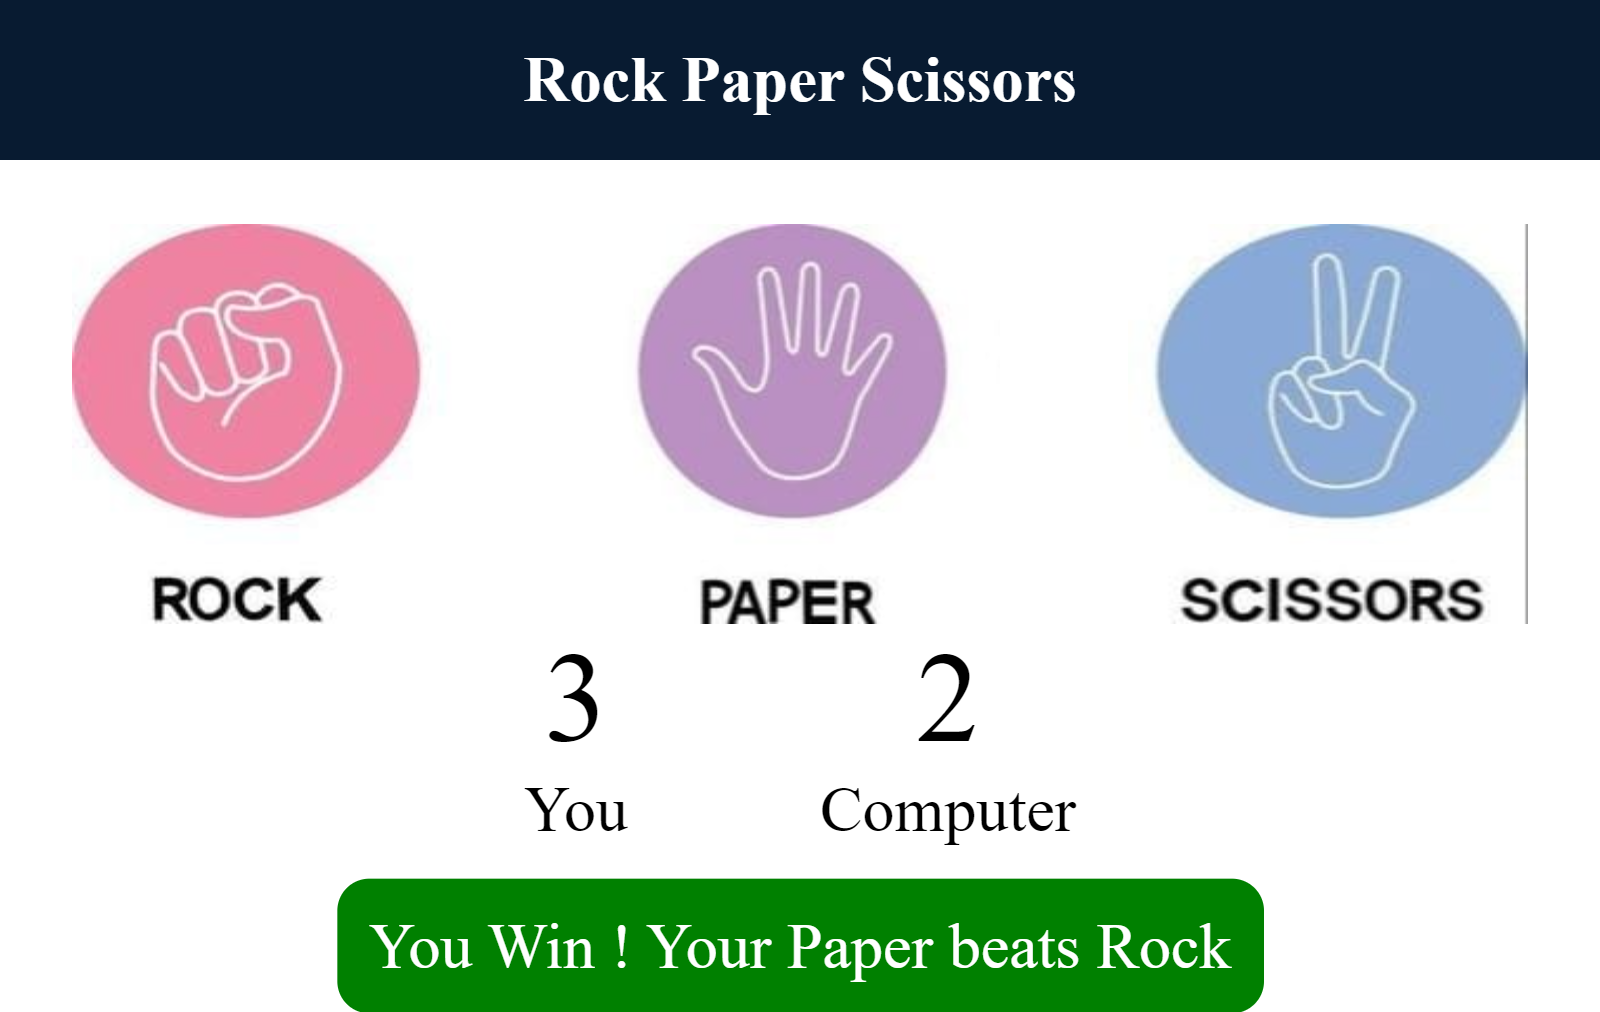 Rock Paper Scissors
ROCK
PAPER
SCISSORS
3
2
You
Computer
You Win ! Your Paper beats Rock